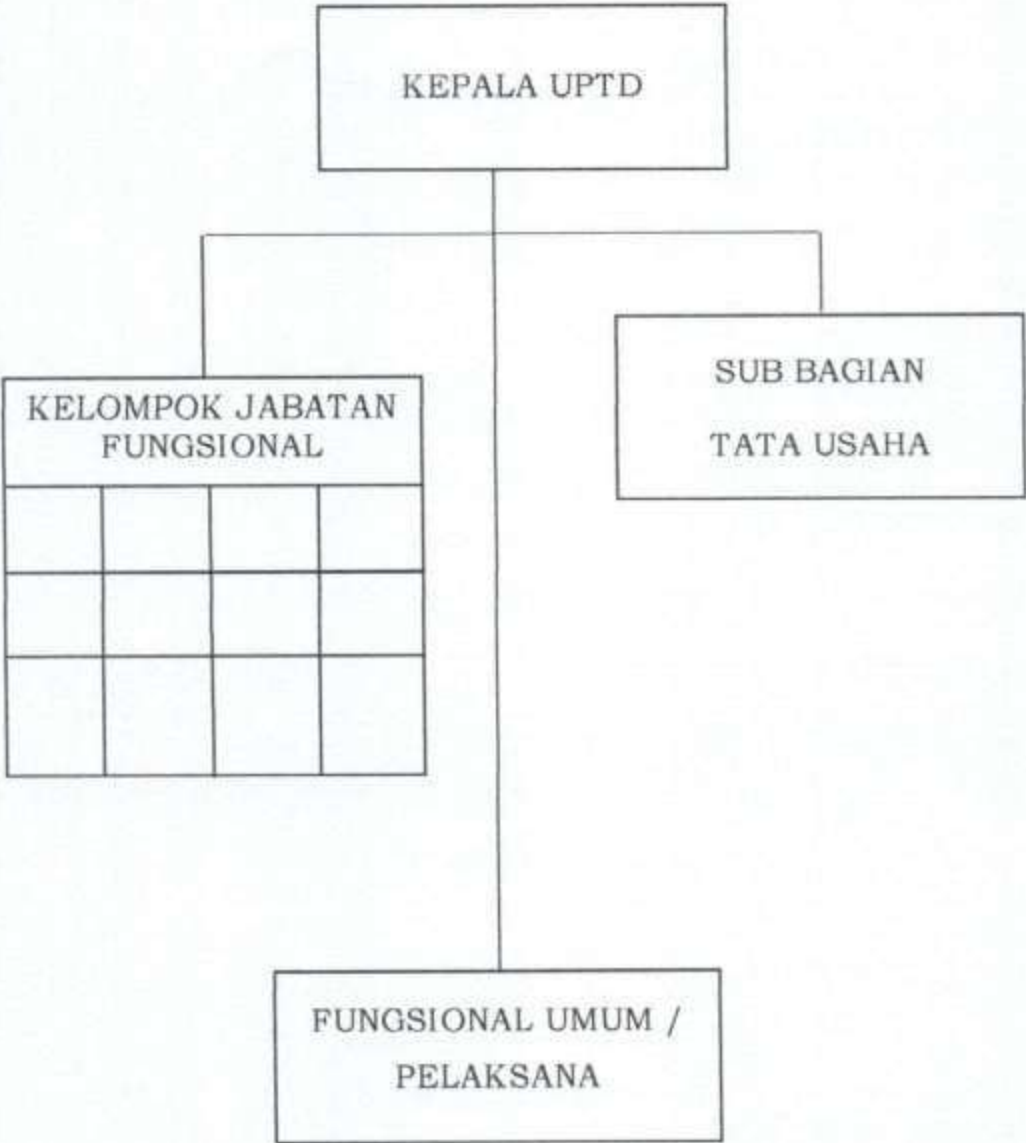 KEPALA UPTD
KELOMPOK JABATAN
FUNGSIONAL
SUB BAGIAN
TATA USAHA
FUNGSIONAL UMUM /
PELAKSANA